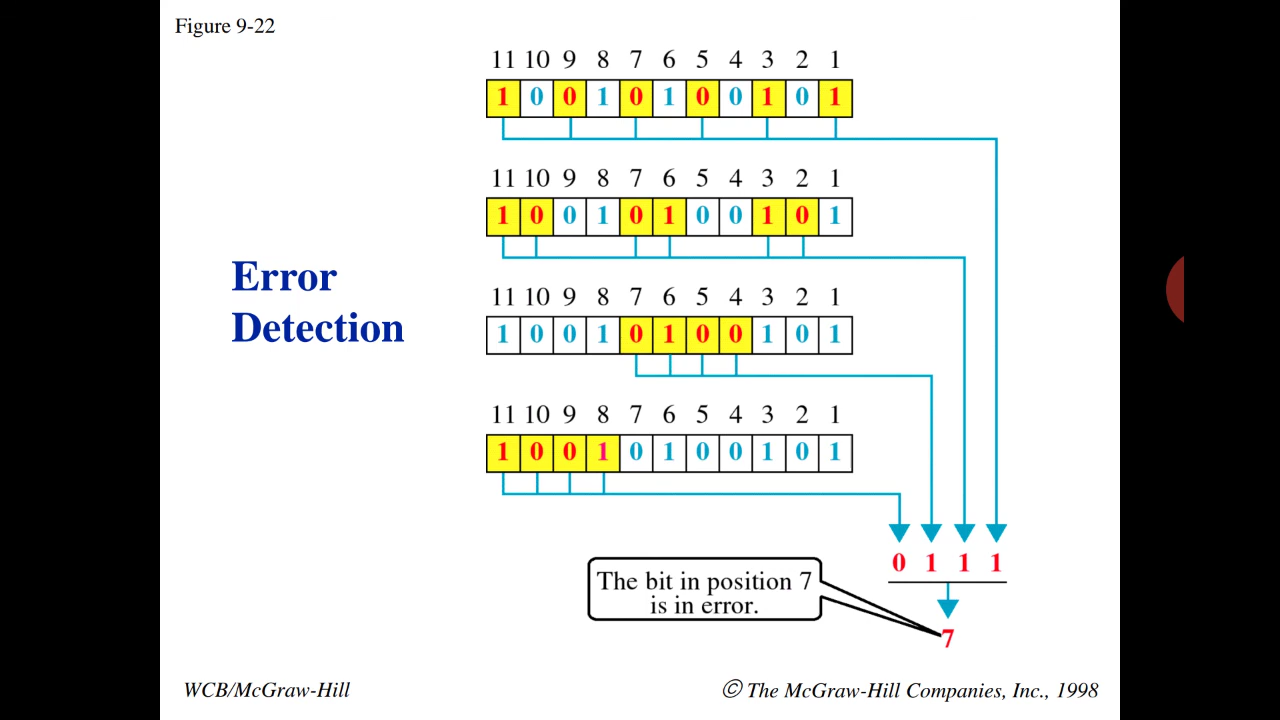 Figure 9-22
11 10 9 8 7 6 5 4 3 2 1
1 0 0 1 0 1 0 0 1 0 1
11 10 9 8 7 6 5 4 3 2 1
1 0 0 1 0 1 0 0 1 0 1
Error
Detection
11 10 9 8 7 6 5 4 3 2 1
1 0 0 1 0 1 0 0 1 0 1
11 10 9 8 7 6 5 4 3 2 1
1 0 0 1 0 1 0 0 1 0 1
0 1 1 1
The bit in position 7
is in error.
7
WCB/McGraw-Hill
© The McGraw-Hill Companies, Inc., 1998